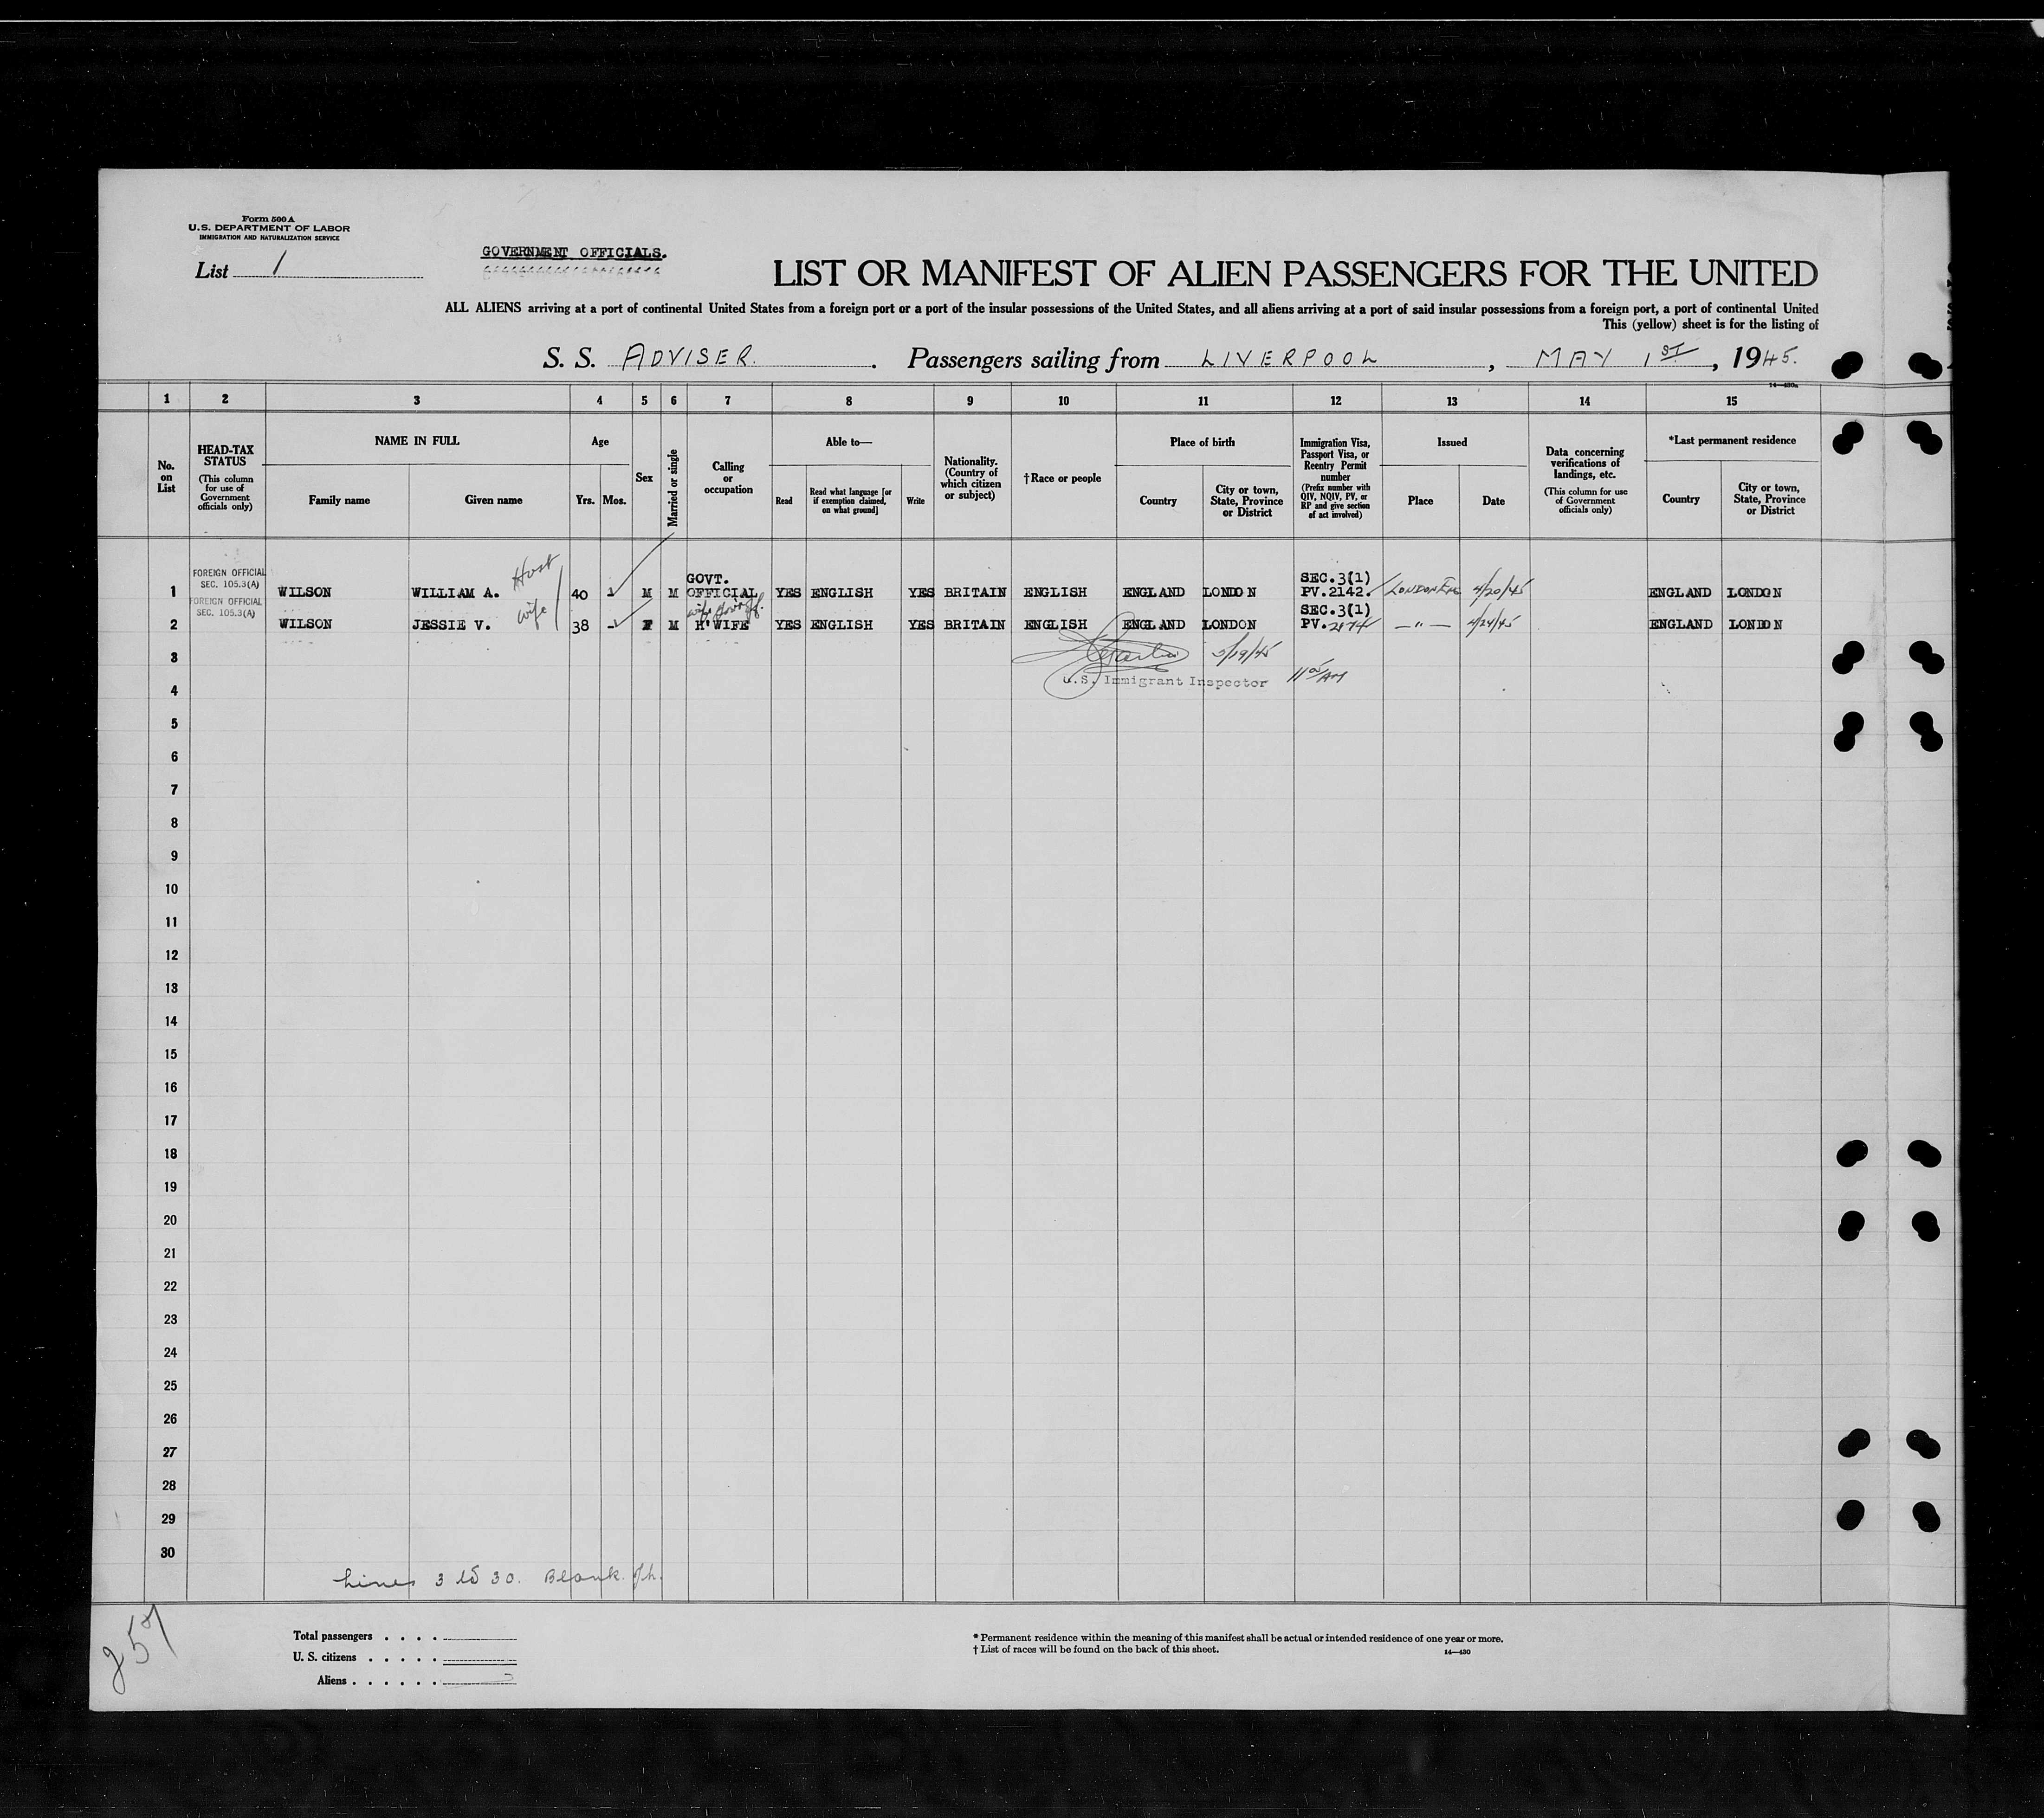 Form 500 A
U.S. DEPARTMENT OF LABOR
IMMIGRATION AND NATURALIZATION SERVICE
List 1
GOVERNMENT OFFICIALS.
LIST OR MANIFEST OF ALIEN PASSENGERS FOR THE UNITED
ALL ALIENS arriving at a port of continental United States from a foreign port or a port of the insular possessions of the United States, and all aliens arriving at a port of said insular possessions from a foreign port, a port of continental United
This (yellow) sheet is for the listing of
S. S. ADVISER. Passengers sailing from LIVERPOOL, MAY 1ST, 1945.
14—430a
1 2 3 4 5 6 7 8 9 10 11 12 13 14 15
No. on List
HEAD-TAX STATUS
(This column for use of Government officials only)
NAME IN FULL
Family name Given name
Age
Yrs. Mos.
Sex
Married or single
Calling or occupation
Able to—
Read
Read what language [or if exemption claimed, on what ground]
Write
Nationality. (Country of which citizen or subject)
†Race or people
Place of birth
Country
City or town, State, Province or District
Immigration Visa, Passport Visa, or Reentry Permit number
(Prefix number with QIV, NQIV, PV, or RP and give section of act involved)
Issued
Place Date
Data concerning verifications of landings, etc.
(This column for use of Government officials only)
*Last permanent residence
Country
City or town, State, Province or District
FOREIGN OFFICIAL
SEC. 105.3(A)
GOVT. SEC.3(1)
1 WILSON WILLIAM A. 40 M M OFFICIAL YES ENGLISH YES BRITAIN ENGLISH ENGLAND LONDON PV.2142. LONDON 4/20/45 ENGLAND LONDON
FOREIGN OFFICIAL
SEC. 105.3(A)
wife SEC.3(1)
2 WILSON JESSIE V. wife 38 F M H'WIFE YES ENGLISH YES BRITAIN ENGLISH ENGLAND LONDON PV.2174 — " — 4/24/45 ENGLAND LONDON
3 5/19/45
U.S. Immigrant Inspector 11 05 AM
4
5
6
7
8
9
10
11
12
13
14
15
16
17
18
19
20
21
22
23
24
25
26
27
28
29
30
Lines 3 to 30. Blank.
Total passengers . . . .
U. S. citizens . . . . .
Aliens . . . . . .
* Permanent residence within the meaning of this manifest shall be actual or intended residence of one year or more.
† List of races will be found on the back of this sheet.
14—430